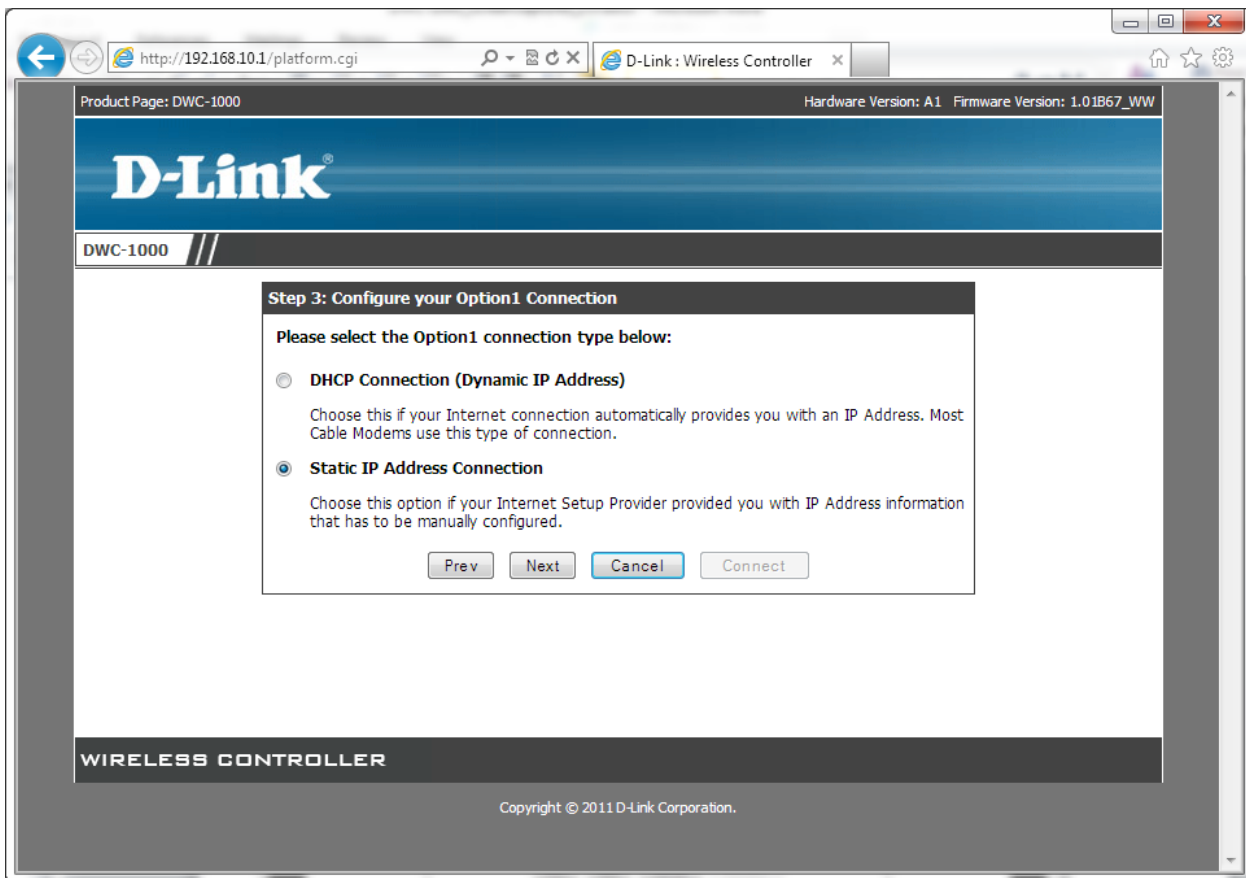 http://192.168.10.1/platform.cgi
D-Link : Wireless Controller
Product Page: DWC-1000
Hardware Version: A1 Firmware Version: 1.01B67_WW
D-Link®
DWC-1000
Step 3: Configure your Option1 Connection
Please select the Option1 connection type below:
DHCP Connection (Dynamic IP Address)
Choose this if your Internet connection automatically provides you with an IP Address. Most
Cable Modems use this type of connection.
Static IP Address Connection
Choose this option if your Internet Setup Provider provided you with IP Address information
that has to be manually configured.
Prev Next Cancel Connect
WIRELESS CONTROLLER
Copyright © 2011 D-Link Corporation.